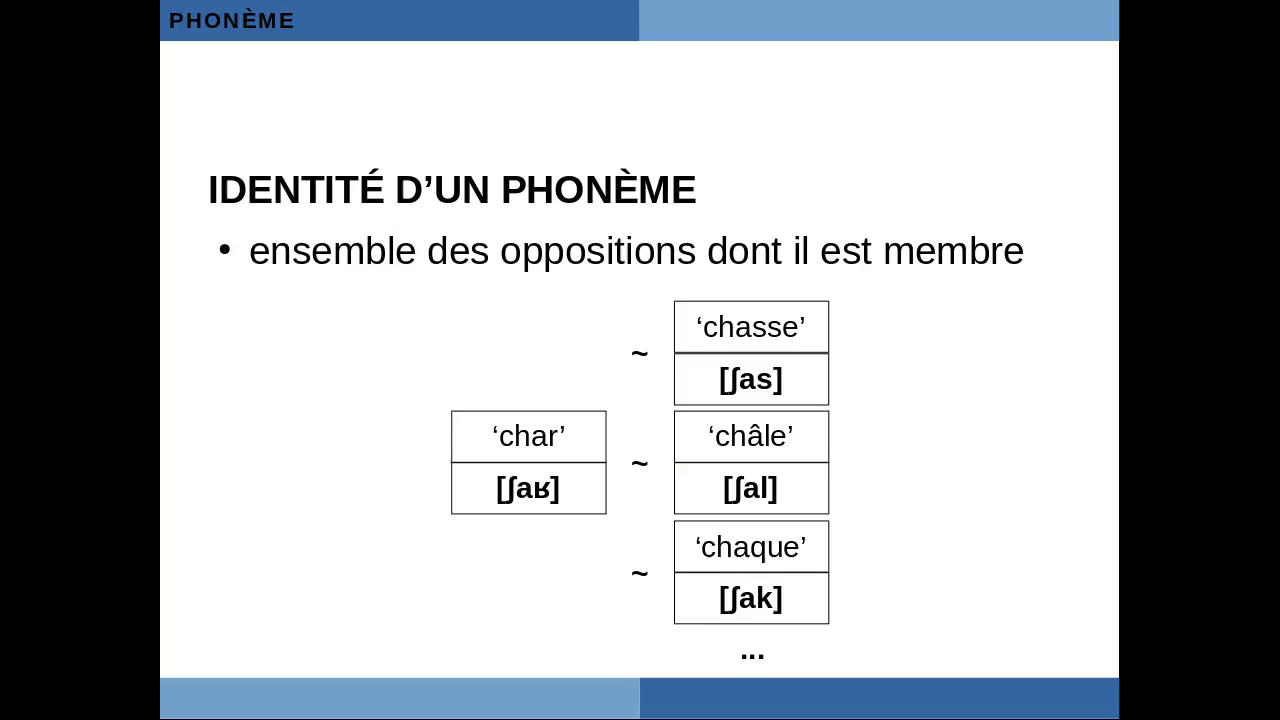 PHONÈME
IDENTITÉ D’UN PHONÈME
• ensemble des oppositions dont il est membre
‘chasse’
~
[ʃas]
‘char’
‘châle’
~
[ʃaʁ]
[ʃal]
‘chaque’
~
[ʃak]
...